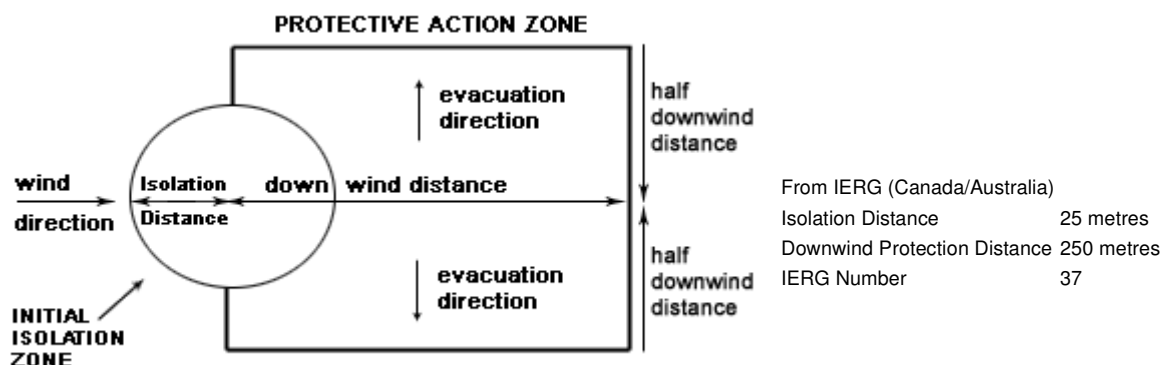 PROTECTIVE ACTION ZONE
evacuation
direction
half
downwind
distance
wind
direction
Isolation
Distance
down wind distance
evacuation
direction
half
downwind
distance
INITIAL
ISOLATION
ZONE
From IERG (Canada/Australia)
Isolation Distance 25 metres
Downwind Protection Distance 250 metres
IERG Number 37